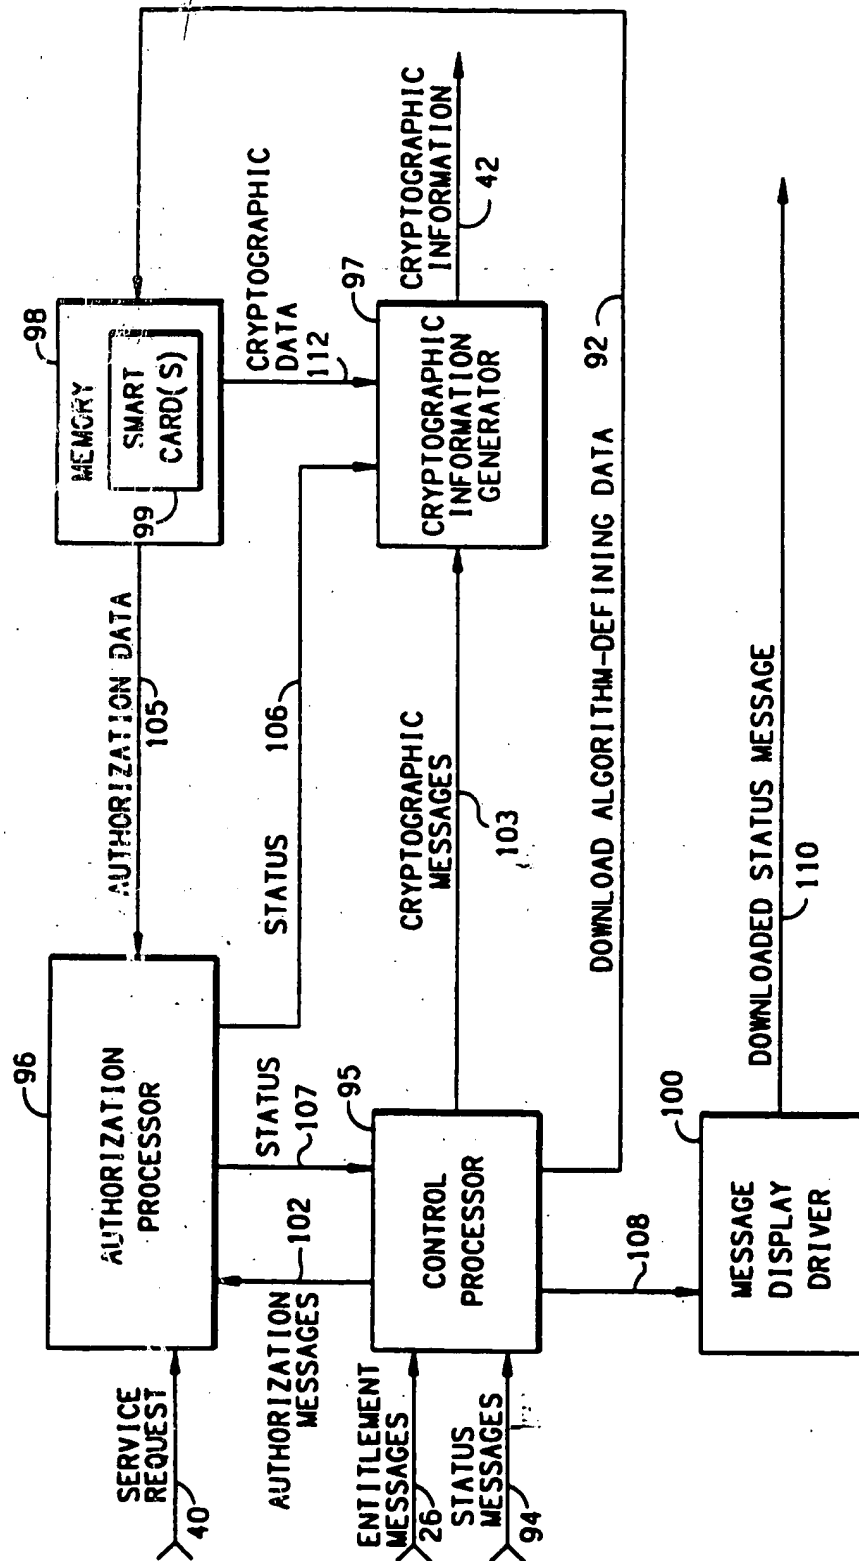 SERVICE
REQUEST
40
96
AUTHORIZATION
PROCESSOR
AUTHORIZATION DATA
105
98
MEMORY
SMART
CARD(S)
99
AUTHORIZATION
MESSAGES
102
STATUS
107
STATUS
106
CRYPTOGRAPHIC
DATA
112
ENTITLEMENT
MESSAGES
26
STATUS
MESSAGES
94
95
CONTROL
PROCESSOR
CRYPTOGRAPHIC
MESSAGES
103
97
CRYPTOGRAPHIC
INFORMATION
GENERATOR
CRYPTOGRAPHIC
INFORMATION
42
108
DOWNLOAD ALGORITHM-DEFINING DATA
92
100
MESSAGE
DISPLAY
DRIVER
DOWNLOADED STATUS MESSAGE
110